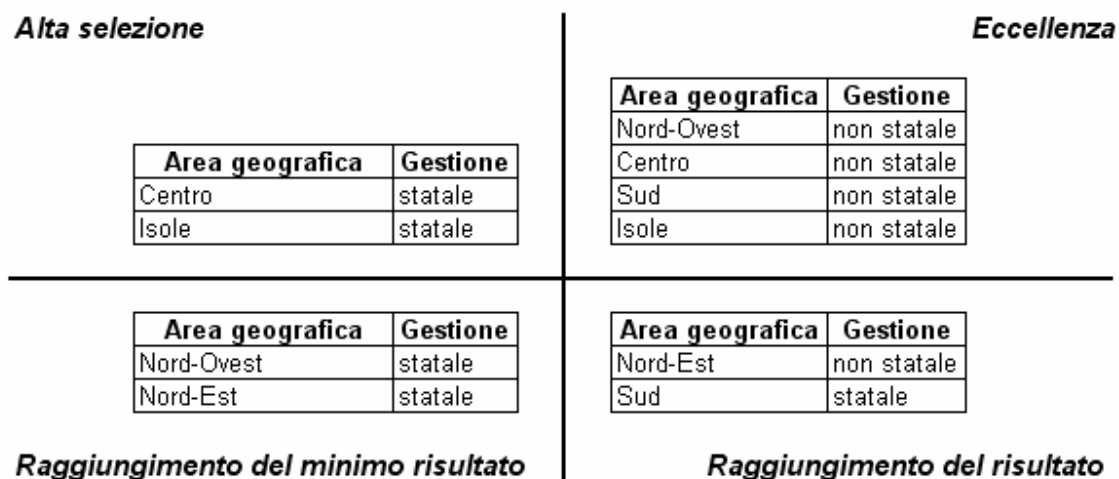 Alta selezione
Eccellenza
Area geografica Gestione
Nord-Ovest non statale
Centro non statale
Sud non statale
Isole non statale
Area geografica Gestione
Centro statale
Isole statale
Area geografica Gestione
Nord-Ovest statale
Nord-Est statale
Area geografica Gestione
Nord-Est non statale
Sud statale
Raggiungimento del minimo risultato
Raggiungimento del risultato